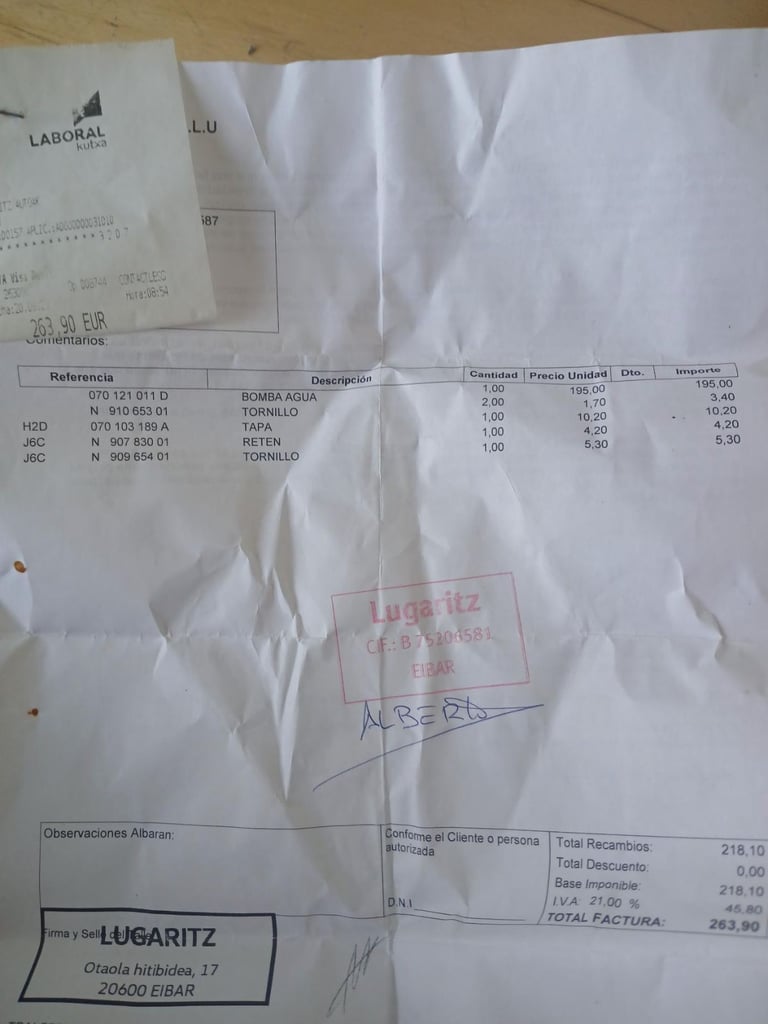 LABORAL
kutxa
.L.U
587
CONTACTLESS
Hora:08:54
263,90 EUR
Comentarios:
Referencia Descripción Cantidad Precio Unidad Dto. Importe
070 121 011 D BOMBA AGUA 1,00 195,00 195,00
N 910 653 01 TORNILLO 2,00 1,70 3,40
H2D 070 103 189 A TAPA 1,00 10,20 10,20
J6C N 907 830 01 RETEN 1,00 4,20 4,20
J6C N 909 654 01 TORNILLO 1,00 5,30 5,30
Lugaritz
CIF.: B 75206581
EIBAR
ALBERTO
Observaciones Albaran:
Conforme el Cliente o persona
autorizada
D.N.I.
Total Recambios: 218,10
Total Descuento: 0,00
Base Imponible: 218,10
I.V.A: 21,00 % 45,80
TOTAL FACTURA: 263,90
Firma y Sello del
LUGARITZ
Otaola hitibidea, 17
20600 EIBAR